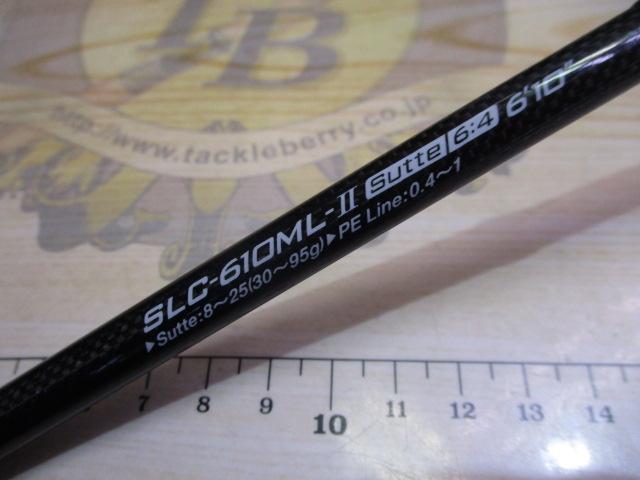 TB
http://www.tackleberry.co.jp
SLC-610ML-II Sutte 6:4 6'10"
▶Sutte:8～25(30～95g)▶PE Line:0.4～1
7 8 9 10 11 12 13 14